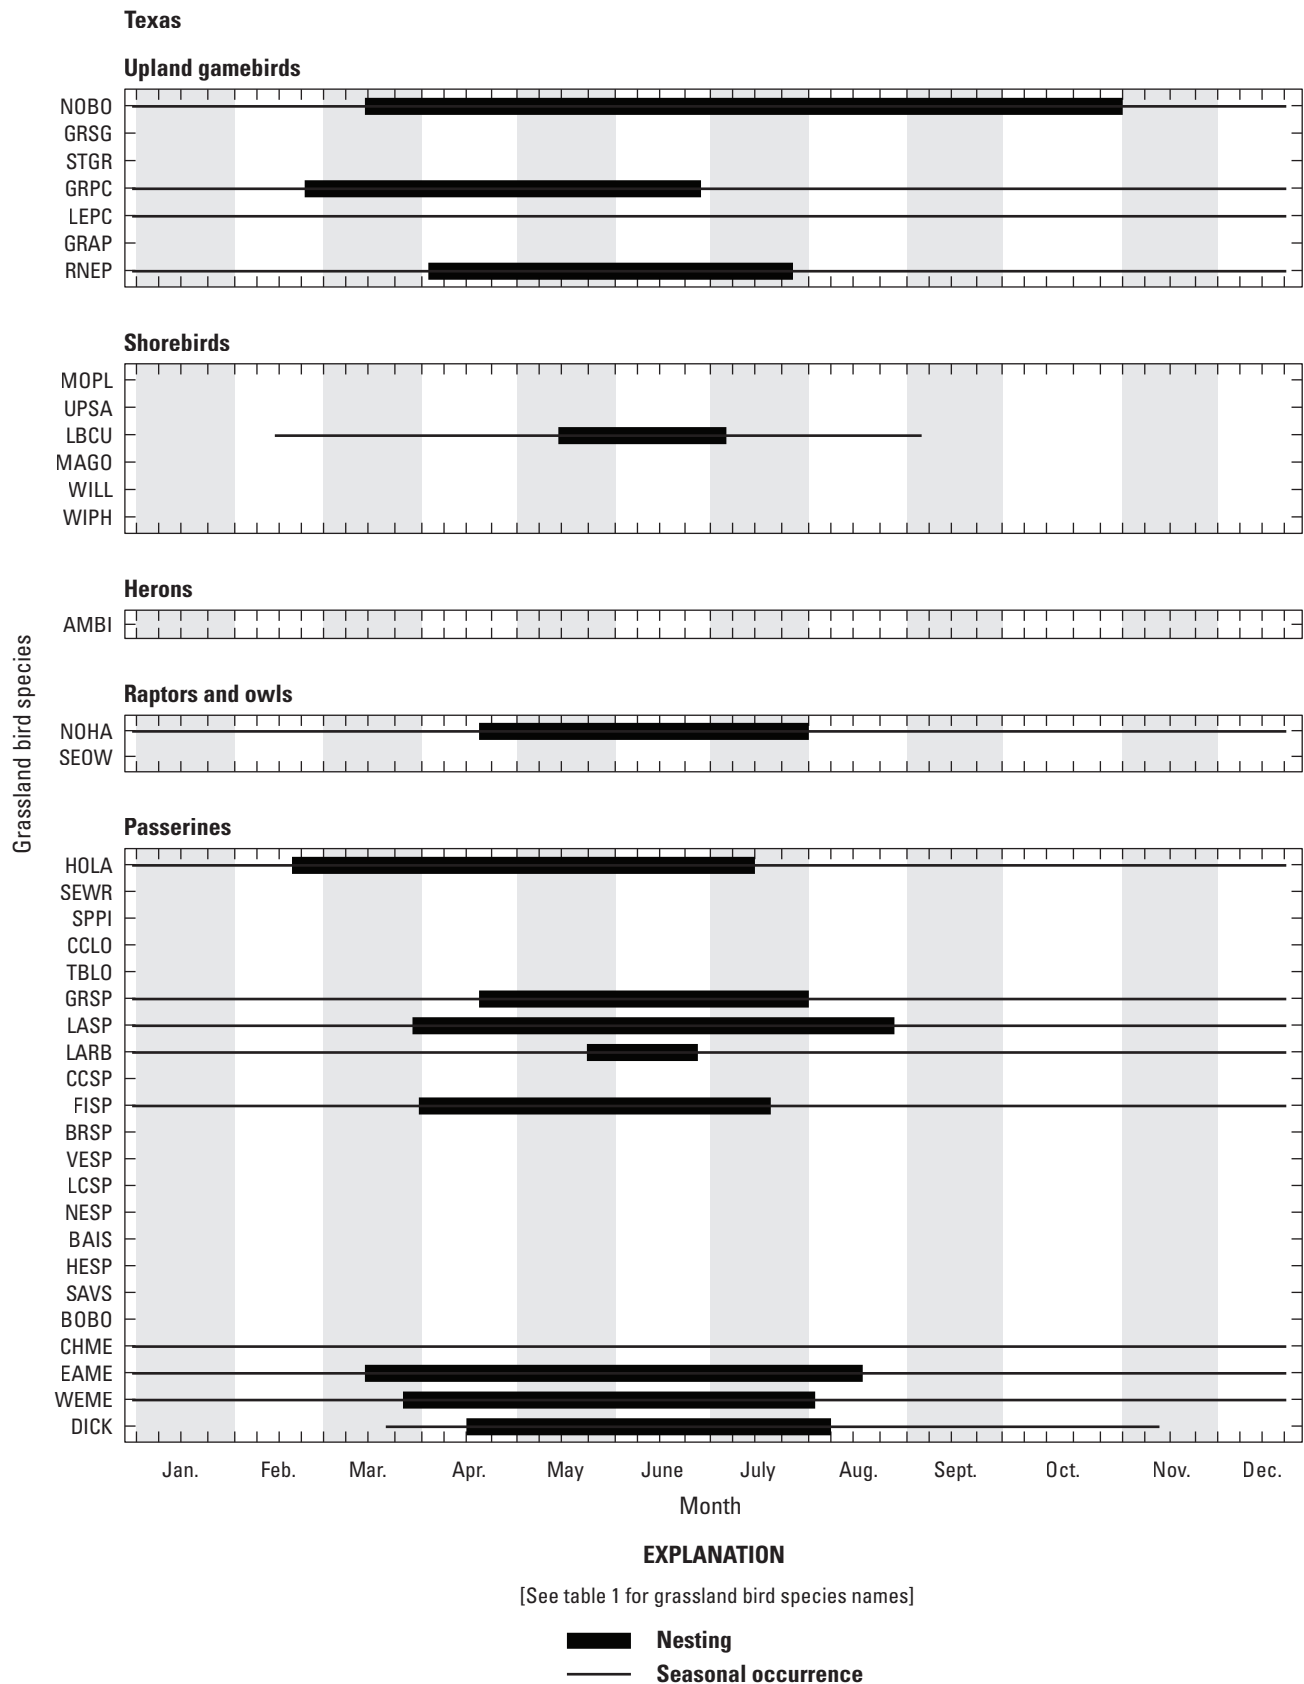 Texas
Upland gamebirds
NOBO
GRSG
STGR
GRPC
LEPC
GRAP
RNEP
Shorebirds
MOPL
UPSA
LBCU
MAGO
WILL
WIPH
Herons
AMBI
Raptors and owls
NOHA
SEOW
Grassland bird species
Passerines
HOLA
SEWR
SPPI
CCLO
TBLO
GRSP
LASP
LARB
CCSP
FISP
BRSP
VESP
LCSP
NESP
BAIS
HESP
SAVS
BOBO
CHME
EAME
WEME
DICK
Jan. Feb. Mar. Apr. May June July Aug. Sept. Oct. Nov. Dec.
Month
EXPLANATION
[See table 1 for grassland bird species names]
Nesting
Seasonal occurrence